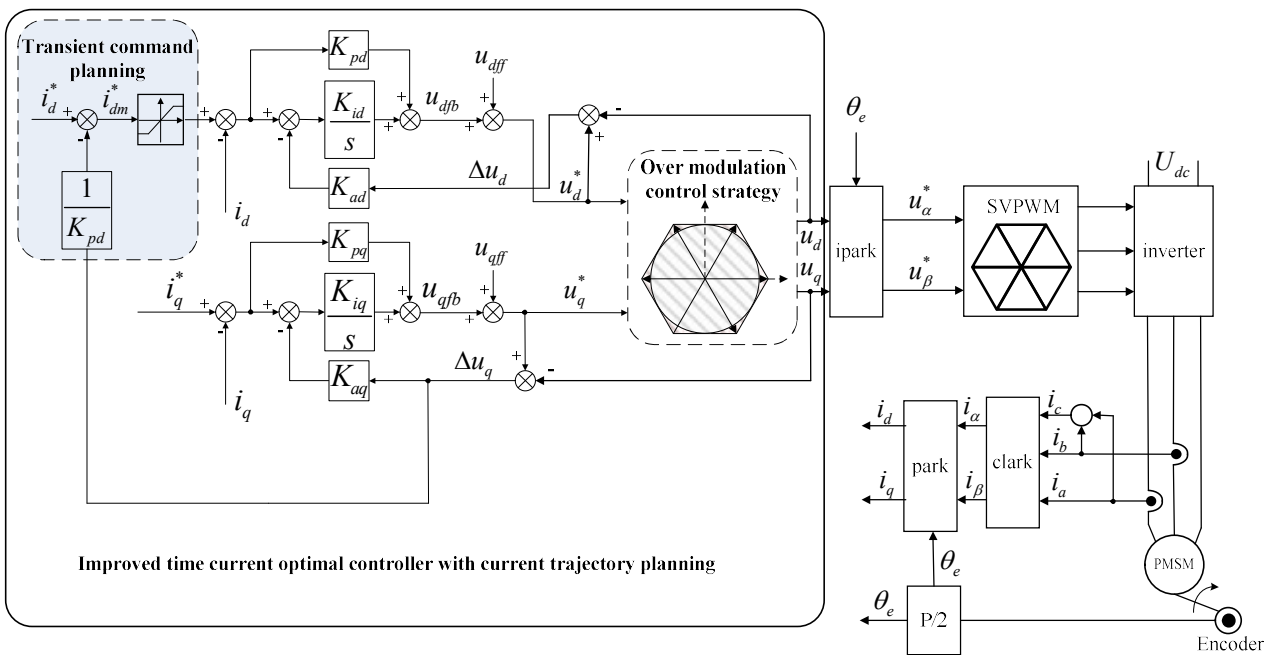 Transient command
planning
i_d^*
+
-
i_dm^*
1
K_pd
+
-
i_d
+
-
K_pd
K_id
s
+
+
u_dfb
u_dff
+
+
K_ad
Δu_d
u_d^*
-
+
Over modulation
control strategy
i_q^*
+
-
i_q
+
-
K_pq
K_iq
s
+
+
u_qfb
u_qff
+
+
u_q^*
K_aq
Δu_q
+
-
u_d
u_q
θ_e
ipark
u_α^*
u_β^*
SVPWM
U_dc
inverter
i_d
i_q
park
i_α
i_β
clark
i_c
i_b
i_a
θ_e
θ_e
P/2
PMSM
Encoder
Improved time current optimal controller with current trajectory planning